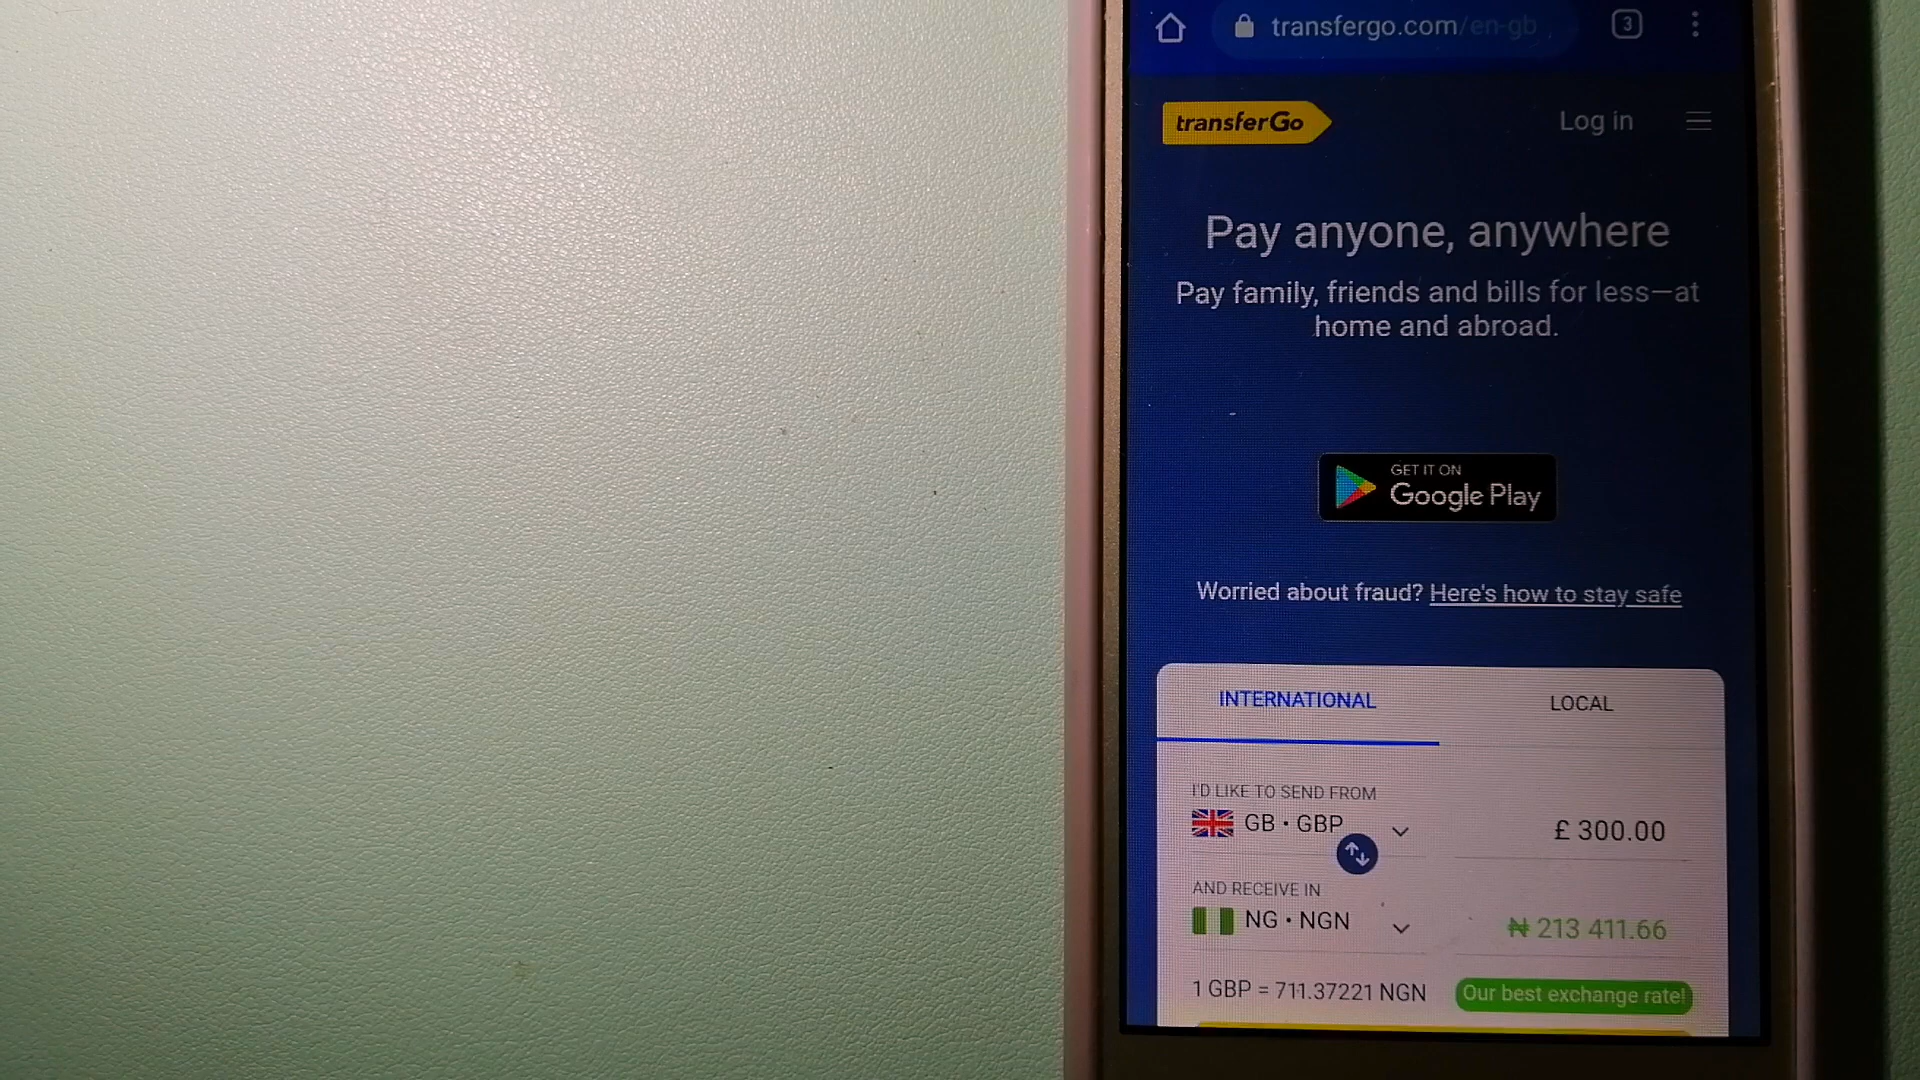 transfergo.com/en-gb
3
transferGo
Log in
Pay anyone, anywhere
Pay family, friends and bills for less—at
home and abroad.
GET IT ON
Google Play
Worried about fraud? Here's how to stay safe
INTERNATIONAL
LOCAL
I'D LIKE TO SEND FROM
GB • GBP
£ 300.00
AND RECEIVE IN
NG • NGN
₦ 213 411.66
1 GBP = 711.37221 NGN
Our best exchange rate!